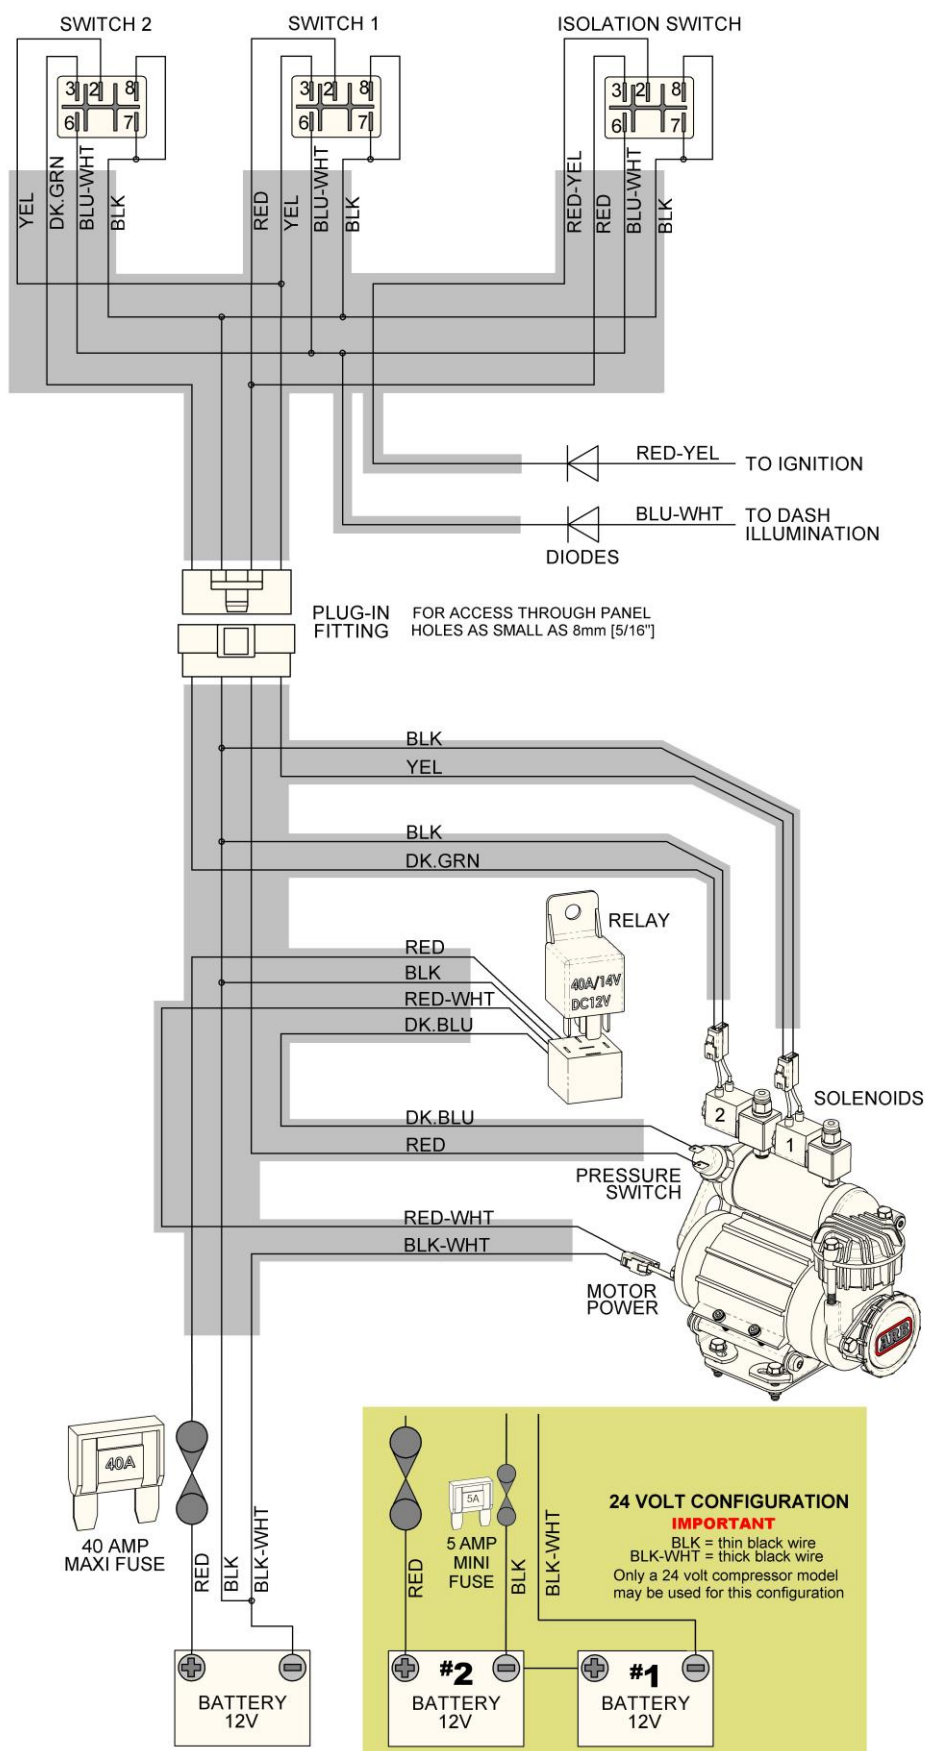 SWITCH 2
SWITCH 1
ISOLATION SWITCH
3 2 8
6 7
3 2 8
6 7
3 2 8
6 7
YEL
DK.GRN
BLU-WHT
BLK
RED
YEL
BLU-WHT
BLK
RED-YEL
RED
BLU-WHT
BLK
RED-YEL
TO IGNITION
BLU-WHT
TO DASH
ILLUMINATION
DIODES
PLUG-IN
FITTING
FOR ACCESS THROUGH PANEL
HOLES AS SMALL AS 8mm [5/16"]
BLK
YEL
BLK
DK.GRN
RELAY
40A/14V
DC12V
RED
BLK
RED-WHT
DK.BLU
SOLENOIDS
2
1
DK.BLU
RED
PRESSURE
SWITCH
RED-WHT
BLK-WHT
MOTOR
POWER
ARB
40A
40 AMP
MAXI FUSE
RED
BLK
BLK-WHT
BATTERY
12V
5A
5 AMP
MINI
FUSE
RED
BLK
BLK-WHT
24 VOLT CONFIGURATION
IMPORTANT
BLK = thin black wire
BLK-WHT = thick black wire
Only a 24 volt compressor model
may be used for this configuration
#2
BATTERY
12V
#1
BATTERY
12V